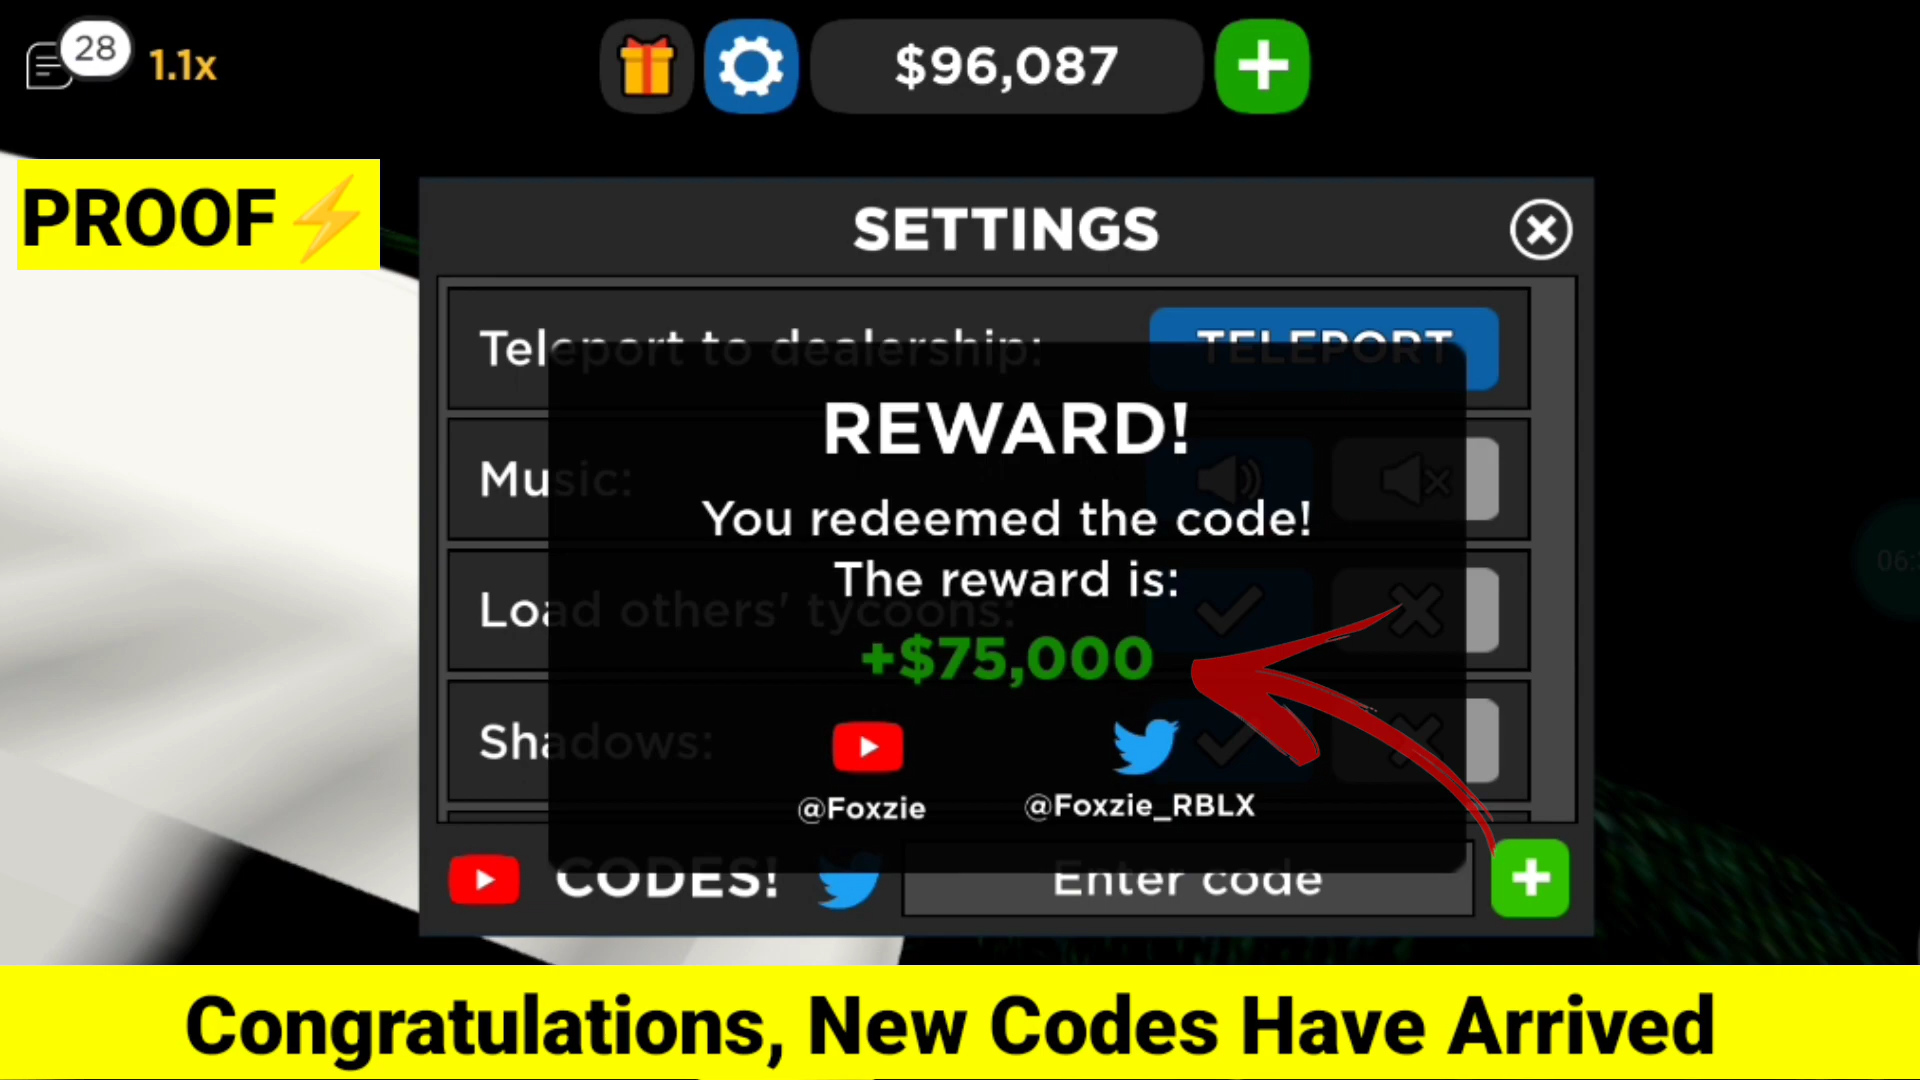 28
1.1x
$96,087
PROOF⚡
SETTINGS
Teleport to dealership:
TELEPORT
REWARD!
Music:
You redeemed the code!
The reward is:
Load others' tycoons:
+$75,000
Shadows:
@Foxzie
@Foxzie_RBLX
CODES!
Enter code
Congratulations, New Codes Have Arrived